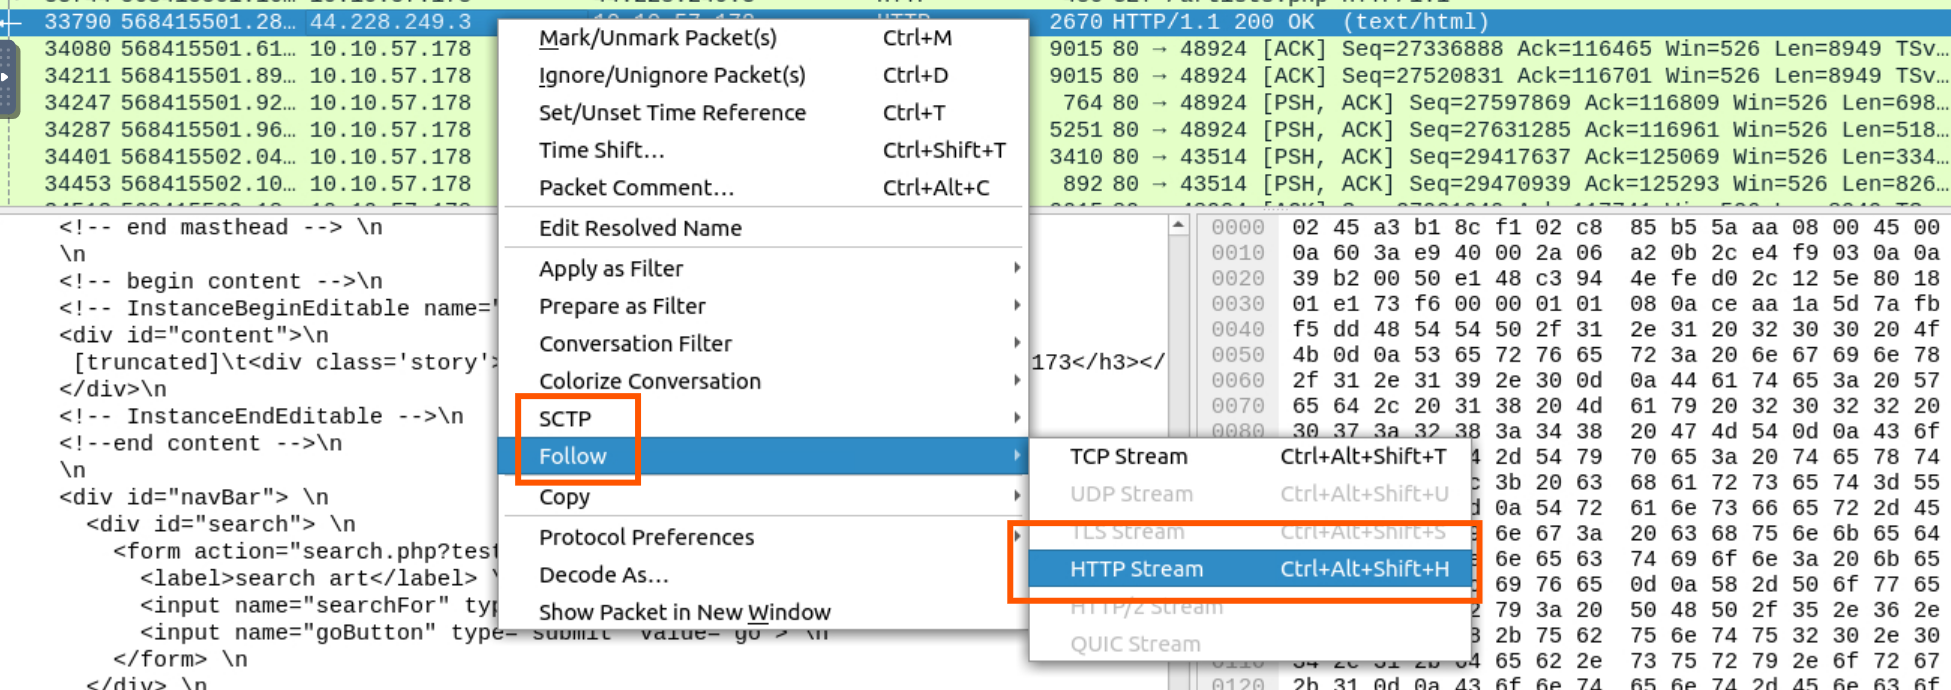 33790 568415501.28… 44.228.249.3 2670 HTTP/1.1 200 OK (text/html)
34080 568415501.61… 10.10.57.178 9015 80 → 48924 [ACK] Seq=27336888 Ack=116465 Win=526 Len=8949 TSv…
34211 568415501.89… 10.10.57.178 9015 80 → 48924 [ACK] Seq=27520831 Ack=116701 Win=526 Len=8949 TSv…
34247 568415501.92… 10.10.57.178 764 80 → 48924 [PSH, ACK] Seq=27597869 Ack=116809 Win=526 Len=698…
34287 568415501.96… 10.10.57.178 5251 80 → 48924 [PSH, ACK] Seq=27631285 Ack=116961 Win=526 Len=518…
34401 568415502.04… 10.10.57.178 3410 80 → 43514 [PSH, ACK] Seq=29417637 Ack=125069 Win=526 Len=334…
34453 568415502.10… 10.10.57.178 892 80 → 43514 [PSH, ACK] Seq=29470939 Ack=125293 Win=526 Len=826…
Mark/Unmark Packet(s) Ctrl+M
Ignore/Unignore Packet(s) Ctrl+D
Set/Unset Time Reference Ctrl+T
Time Shift… Ctrl+Shift+T
Packet Comment… Ctrl+Alt+C
Edit Resolved Name
Apply as Filter
Prepare as Filter
Conversation Filter
Colorize Conversation
SCTP
Follow
Copy
Protocol Preferences
Decode As…
Show Packet in New Window
TCP Stream Ctrl+Alt+Shift+T
UDP Stream Ctrl+Alt+Shift+U
TLS Stream Ctrl+Alt+Shift+S
HTTP Stream Ctrl+Alt+Shift+H
HTTP/2 Stream
QUIC Stream
<!-- end masthead --> \n
\n
<!-- begin content -->\n
<!-- InstanceBeginEditable name="
<div id="content">\n
[truncated]\t<div class='story'> 173</h3></
</div>\n
<!-- InstanceEndEditable -->\n
<!--end content -->\n
\n
<div id="navBar"> \n
<div id="search"> \n
<form action="search.php?test
<label>search art</label> \
<input name="searchFor" typ
<input name="goButton" type="submit" value="go"> \n
</form> \n
</div> \n
0000 02 45 a3 b1 8c f1 02 c8 85 b5 5a aa 08 00 45 00
0010 0a 60 3a e9 40 00 2a 06 a2 0b 2c e4 f9 03 0a 0a
0020 39 b2 00 50 e1 48 c3 94 4e fe d0 2c 12 5e 80 18
0030 01 e1 73 f6 00 00 01 01 08 0a ce aa 1a 5d 7a fb
0040 f5 dd 48 54 54 50 2f 31 2e 31 20 32 30 30 20 4f
0050 4b 0d 0a 53 65 72 76 65 72 3a 20 6e 67 69 6e 78
0060 2f 31 2e 31 39 2e 30 0d 0a 44 61 74 65 3a 20 57
0070 65 64 2c 20 31 38 20 4d 61 79 20 32 30 32 32 20
0080 30 37 3a 32 38 3a 34 38 20 47 4d 54 0d 0a 43 6f
2d 54 79 70 65 3a 20 74 65 78 74
3b 20 63 68 61 72 73 65 74 3d 55
0a 54 72 61 6e 73 66 65 72 2d 45
6e 67 3a 20 63 68 75 6e 6b 65 64
6e 65 63 74 69 6f 6e 3a 20 6b 65
69 76 65 0d 0a 58 2d 50 6f 77 65
79 3a 20 50 48 50 2f 35 2e 36 2e
2b 75 62 75 6e 74 75 32 30 2e 30
0110 34 2c 31 2b 64 65 62 2e 73 75 72 79 2e 6f 72 67
0120 2b 31 0d 0a 43 6f 6e 74 65 6e 74 2d 45 6e 63 6f